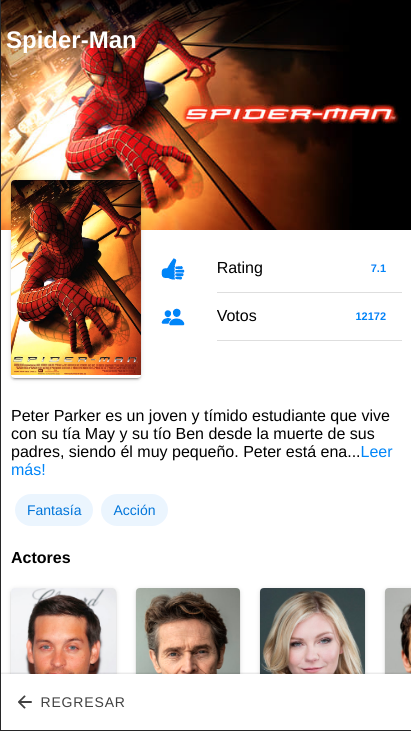 Spider-Man
SPIDER-MAN
SPIDER-MAN
Rating 7.1
Votos 12172
Peter Parker es un joven y tímido estudiante que vive
con su tía May y su tío Ben desde la muerte de sus
padres, siendo él muy pequeño. Peter está ena...Leer
más!
Fantasía Acción
Actores
REGRESAR